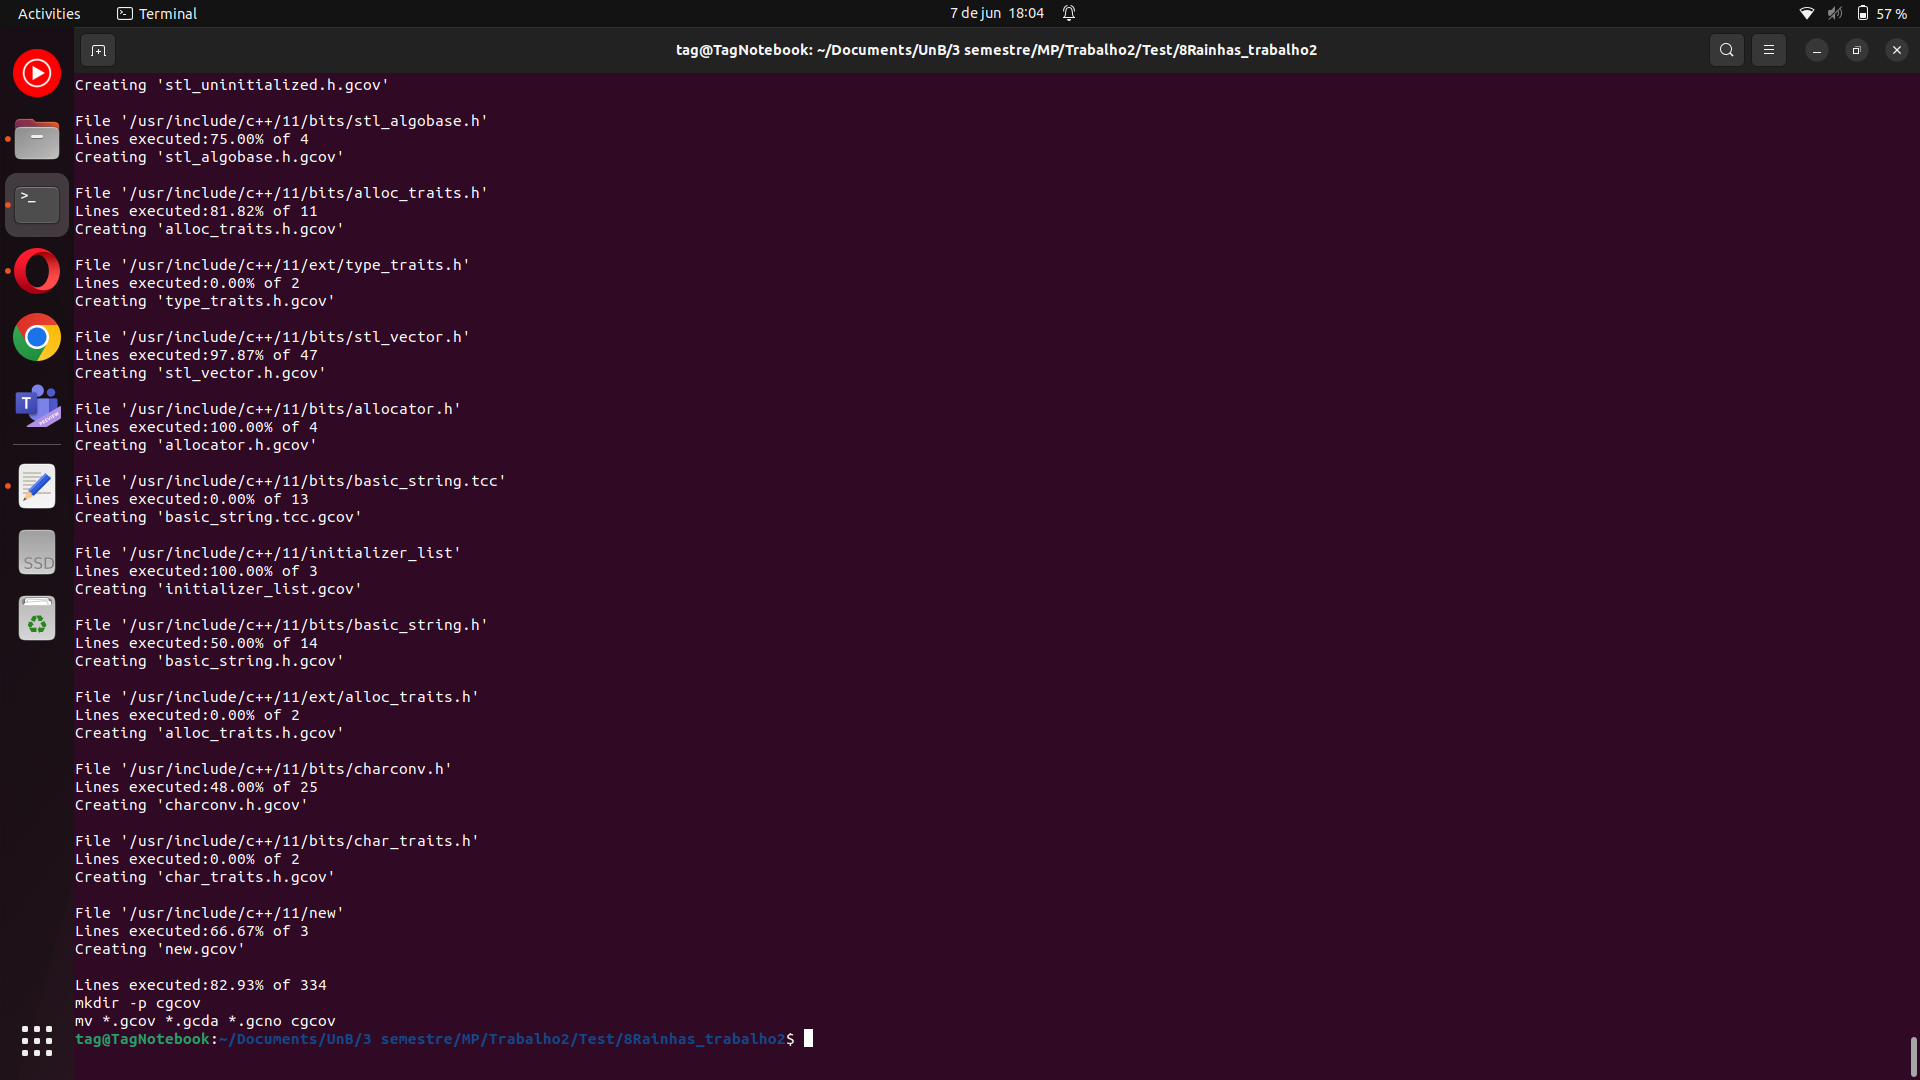 Activities
Terminal
7 de jun 18:04
57 %
tag@TagNotebook: ~/Documents/UnB/3 semestre/MP/Trabalho2/Test/8Rainhas_trabalho2
Creating 'stl_uninitialized.h.gcov'
File '/usr/include/c++/11/bits/stl_algobase.h'
Lines executed:75.00% of 4
Creating 'stl_algobase.h.gcov'
File '/usr/include/c++/11/bits/alloc_traits.h'
Lines executed:81.82% of 11
Creating 'alloc_traits.h.gcov'
File '/usr/include/c++/11/ext/type_traits.h'
Lines executed:0.00% of 2
Creating 'type_traits.h.gcov'
File '/usr/include/c++/11/bits/stl_vector.h'
Lines executed:97.87% of 47
Creating 'stl_vector.h.gcov'
File '/usr/include/c++/11/bits/allocator.h'
Lines executed:100.00% of 4
Creating 'allocator.h.gcov'
File '/usr/include/c++/11/bits/basic_string.tcc'
Lines executed:0.00% of 13
Creating 'basic_string.tcc.gcov'
File '/usr/include/c++/11/initializer_list'
Lines executed:100.00% of 3
Creating 'initializer_list.gcov'
File '/usr/include/c++/11/bits/basic_string.h'
Lines executed:50.00% of 14
Creating 'basic_string.h.gcov'
File '/usr/include/c++/11/ext/alloc_traits.h'
Lines executed:0.00% of 2
Creating 'alloc_traits.h.gcov'
File '/usr/include/c++/11/bits/charconv.h'
Lines executed:48.00% of 25
Creating 'charconv.h.gcov'
File '/usr/include/c++/11/bits/char_traits.h'
Lines executed:0.00% of 2
Creating 'char_traits.h.gcov'
File '/usr/include/c++/11/new'
Lines executed:66.67% of 3
Creating 'new.gcov'
Lines executed:82.93% of 334
mkdir -p cgcov
mv *.gcov *.gcda *.gcno cgcov
tag@TagNotebook:~/Documents/UnB/3 semestre/MP/Trabalho2/Test/8Rainhas_trabalho2$
>_
T
PREVIEW
SSD